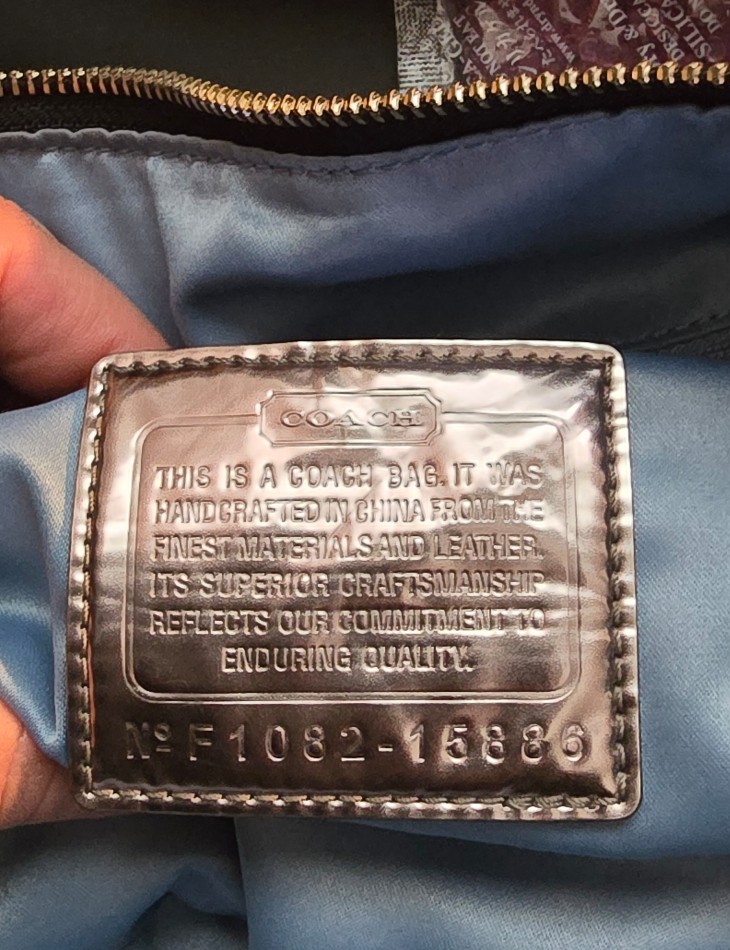 COACH
THIS IS A COACH BAG. IT WAS
HANDCRAFTED IN CHINA FROM THE
FINEST MATERIALS AND LEATHER.
ITS SUPERIOR CRAFTSMANSHIP
REFLECTS OUR COMMITMENT TO
ENDURING QUALITY.
Nº F1082-15886